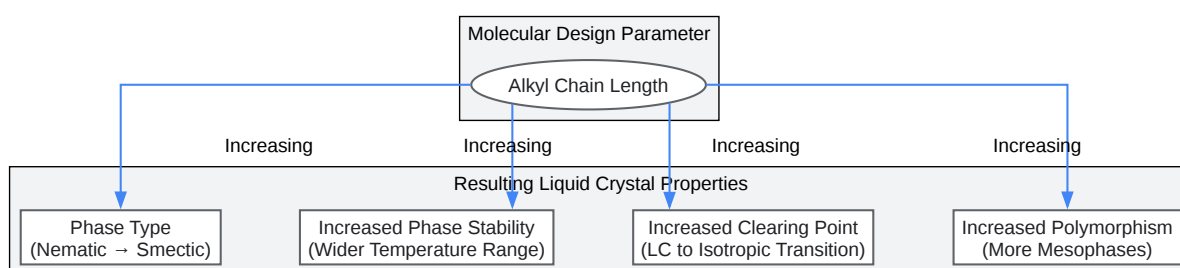 Molecular Design Parameter
Alkyl Chain Length
Increasing
Increasing
Increasing
Resulting Liquid Crystal Properties
Phase Type
(Nematic → Smectic)
Increased Phase Stability
(Wider Temperature Range)
Increased Clearing Point
(LC to Isotropic Transition)
Increased Polymorphism
(More Mesophases)